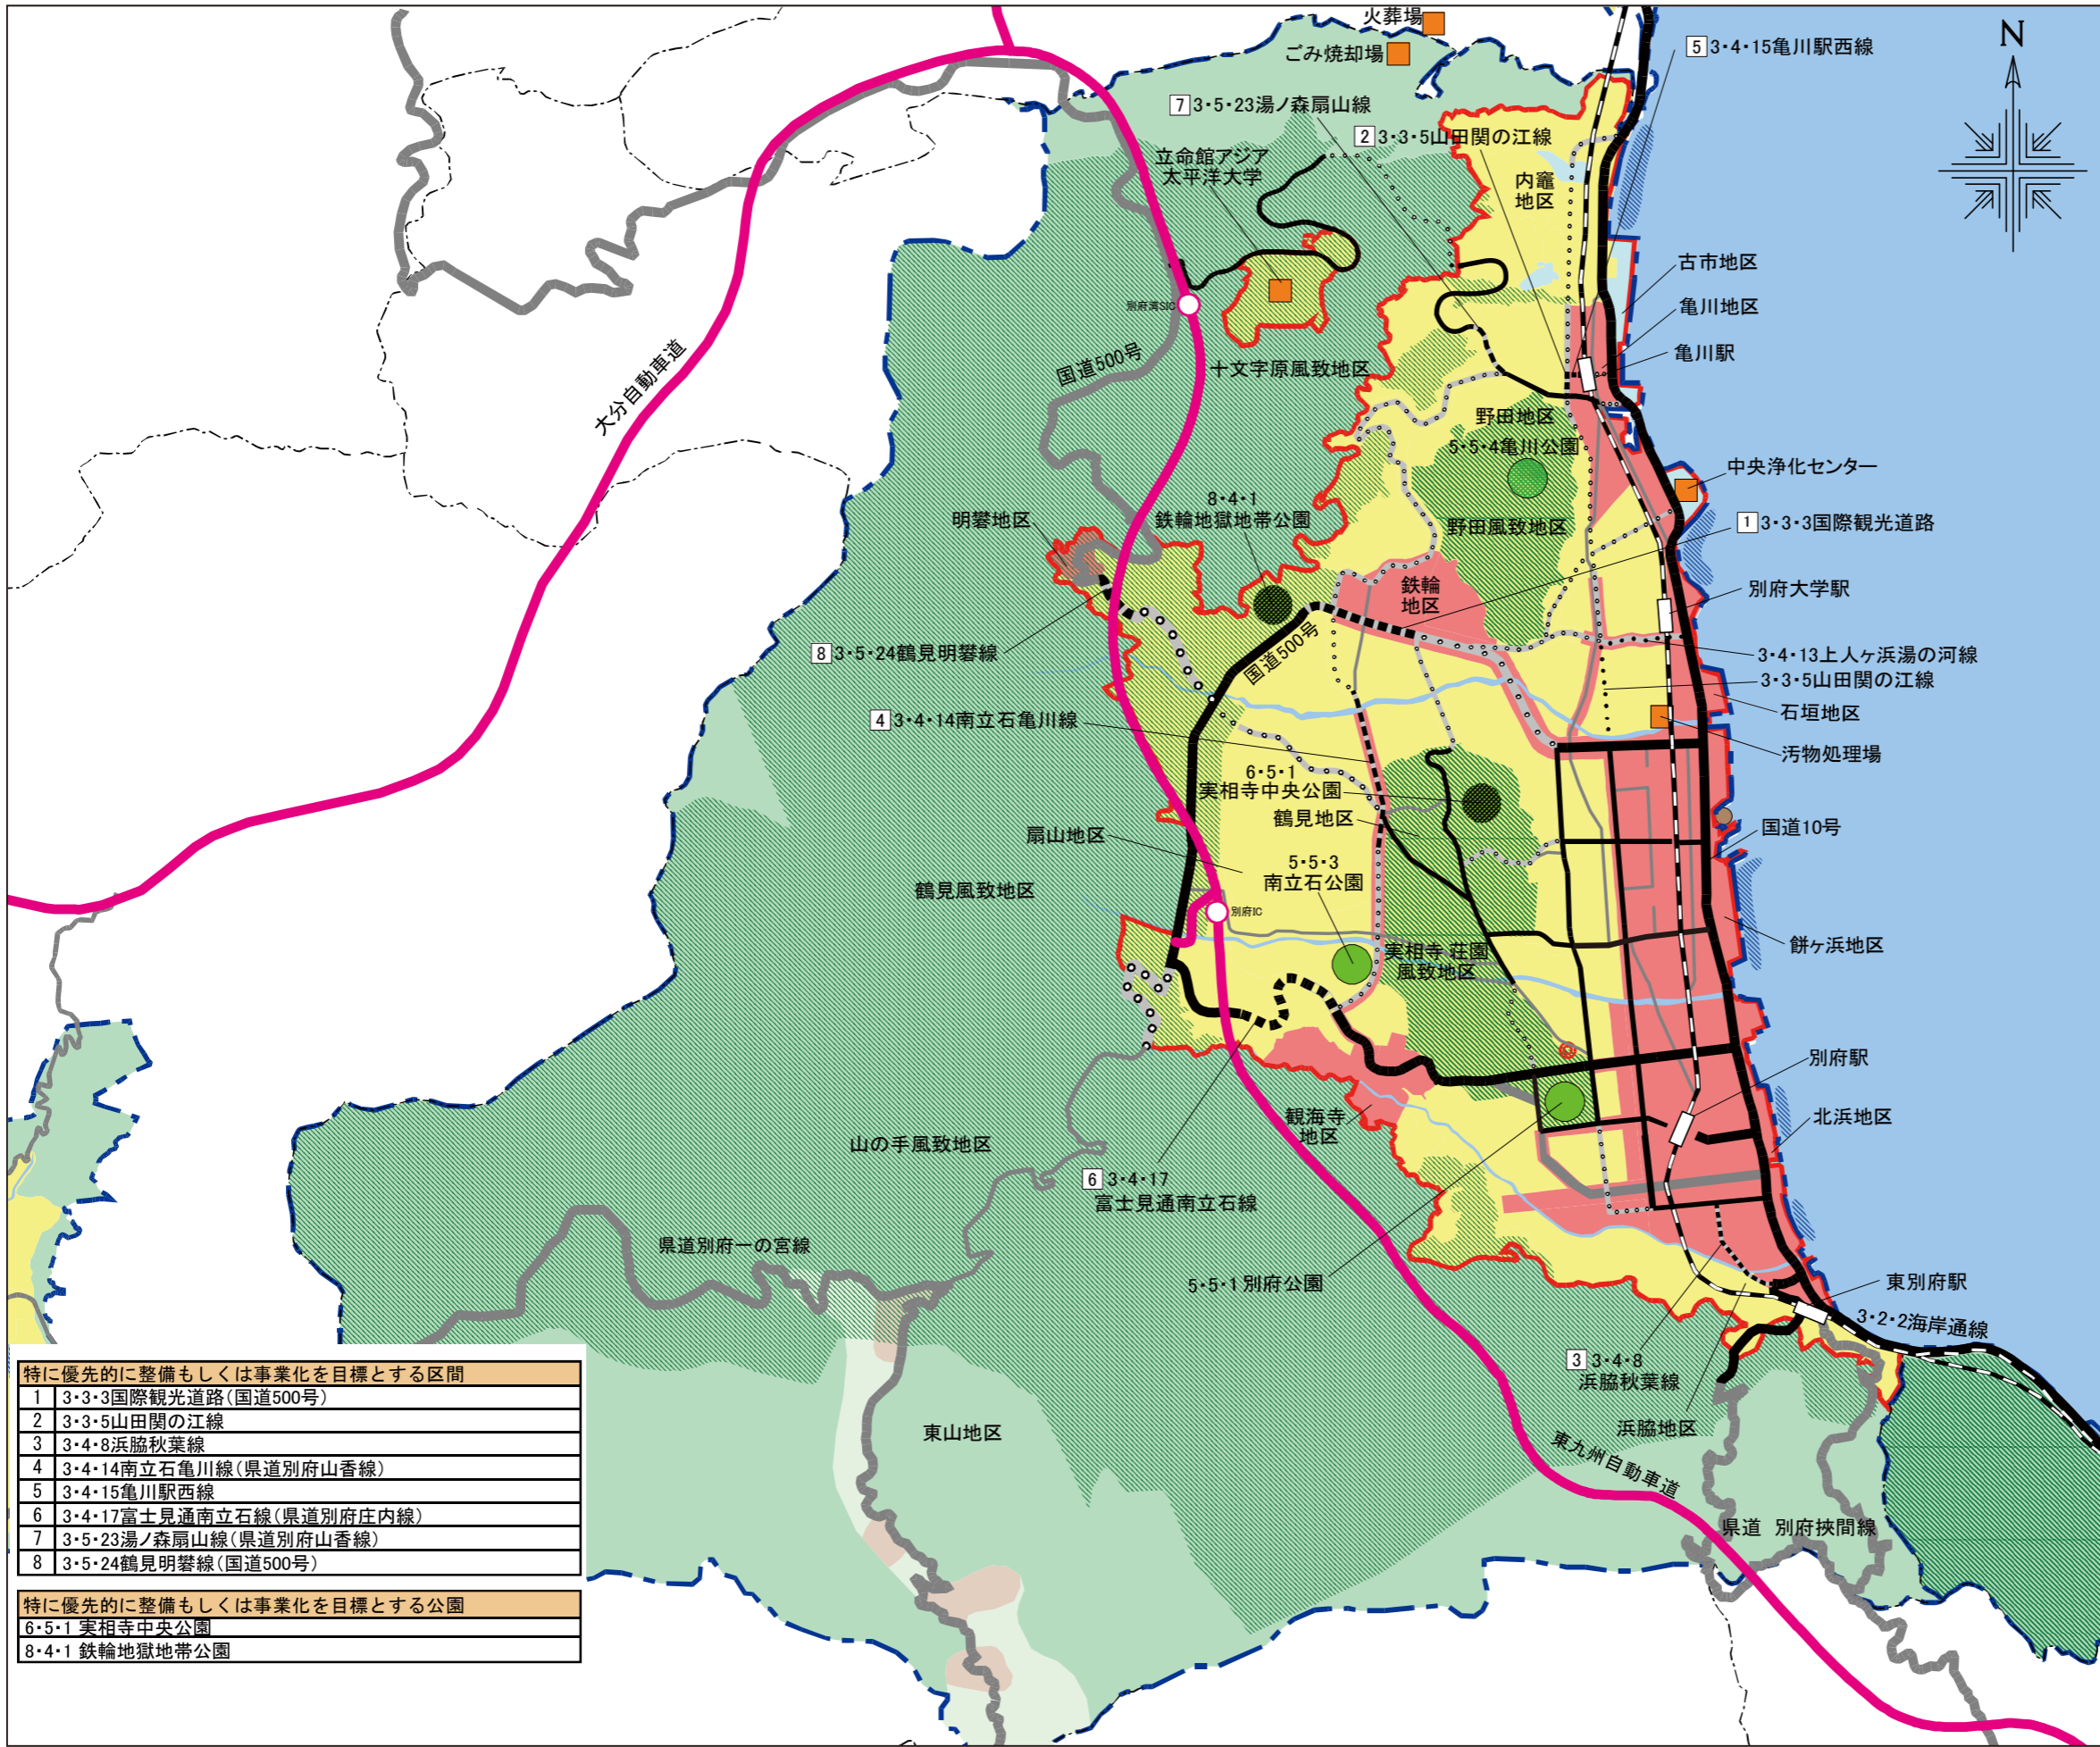 火葬場
ごみ焼却場
N
5 3・4・15亀川駅西線
7 3・5・23湯ノ森扇山線
2 3・3・5山田関の江線
立命館アジア
太平洋大学
内竈
地区
古市地区
亀川地区
亀川駅
別府湾SIC
大分自動車道
国道500号
十文字原風致地区
野田地区
5・5・4亀川公園
中央浄化センター
8・4・1
鉄輪地獄地帯公園
明礬地区
野田風致地区
1 3・3・3国際観光道路
鉄輪
地区
別府大学駅
国道500号
8 3・5・24鶴見明礬線
3・4・13上人ヶ浜湯の河線
3・3・5山田関の江線
4 3・4・14南立石亀川線
石垣地区
汚物処理場
6・5・1
実相寺中央公園
鶴見地区
国道10号
扇山地区
5・5・3
南立石公園
鶴見風致地区
別府IC
実相寺 荘園
風致地区
餅ヶ浜地区
別府駅
北浜地区
観海寺
地区
山の手風致地区
6 3・4・17
富士見通南立石線
県道別府一の宮線
5・5・1 別府公園
東別府駅
3・2・2海岸通線
3 3・4・8
浜脇秋葉線
浜脇地区
東山地区
東九州自動車道
県道 別府挾間線
特に優先的に整備もしくは事業化を目標とする区間
1 3・3・3国際観光道路(国道500号)
2 3・3・5山田関の江線
3 3・4・8浜脇秋葉線
4 3・4・14南立石亀川線(県道別府山香線)
5 3・4・15亀川駅西線
6 3・4・17富士見通南立石線(県道別府庄内線)
7 3・5・23湯ノ森扇山線(県道別府山香線)
8 3・5・24鶴見明礬線(国道500号)
特に優先的に整備もしくは事業化を目標とする公園
6・5・1 実相寺中央公園
8・4・1 鉄輪地獄地帯公園